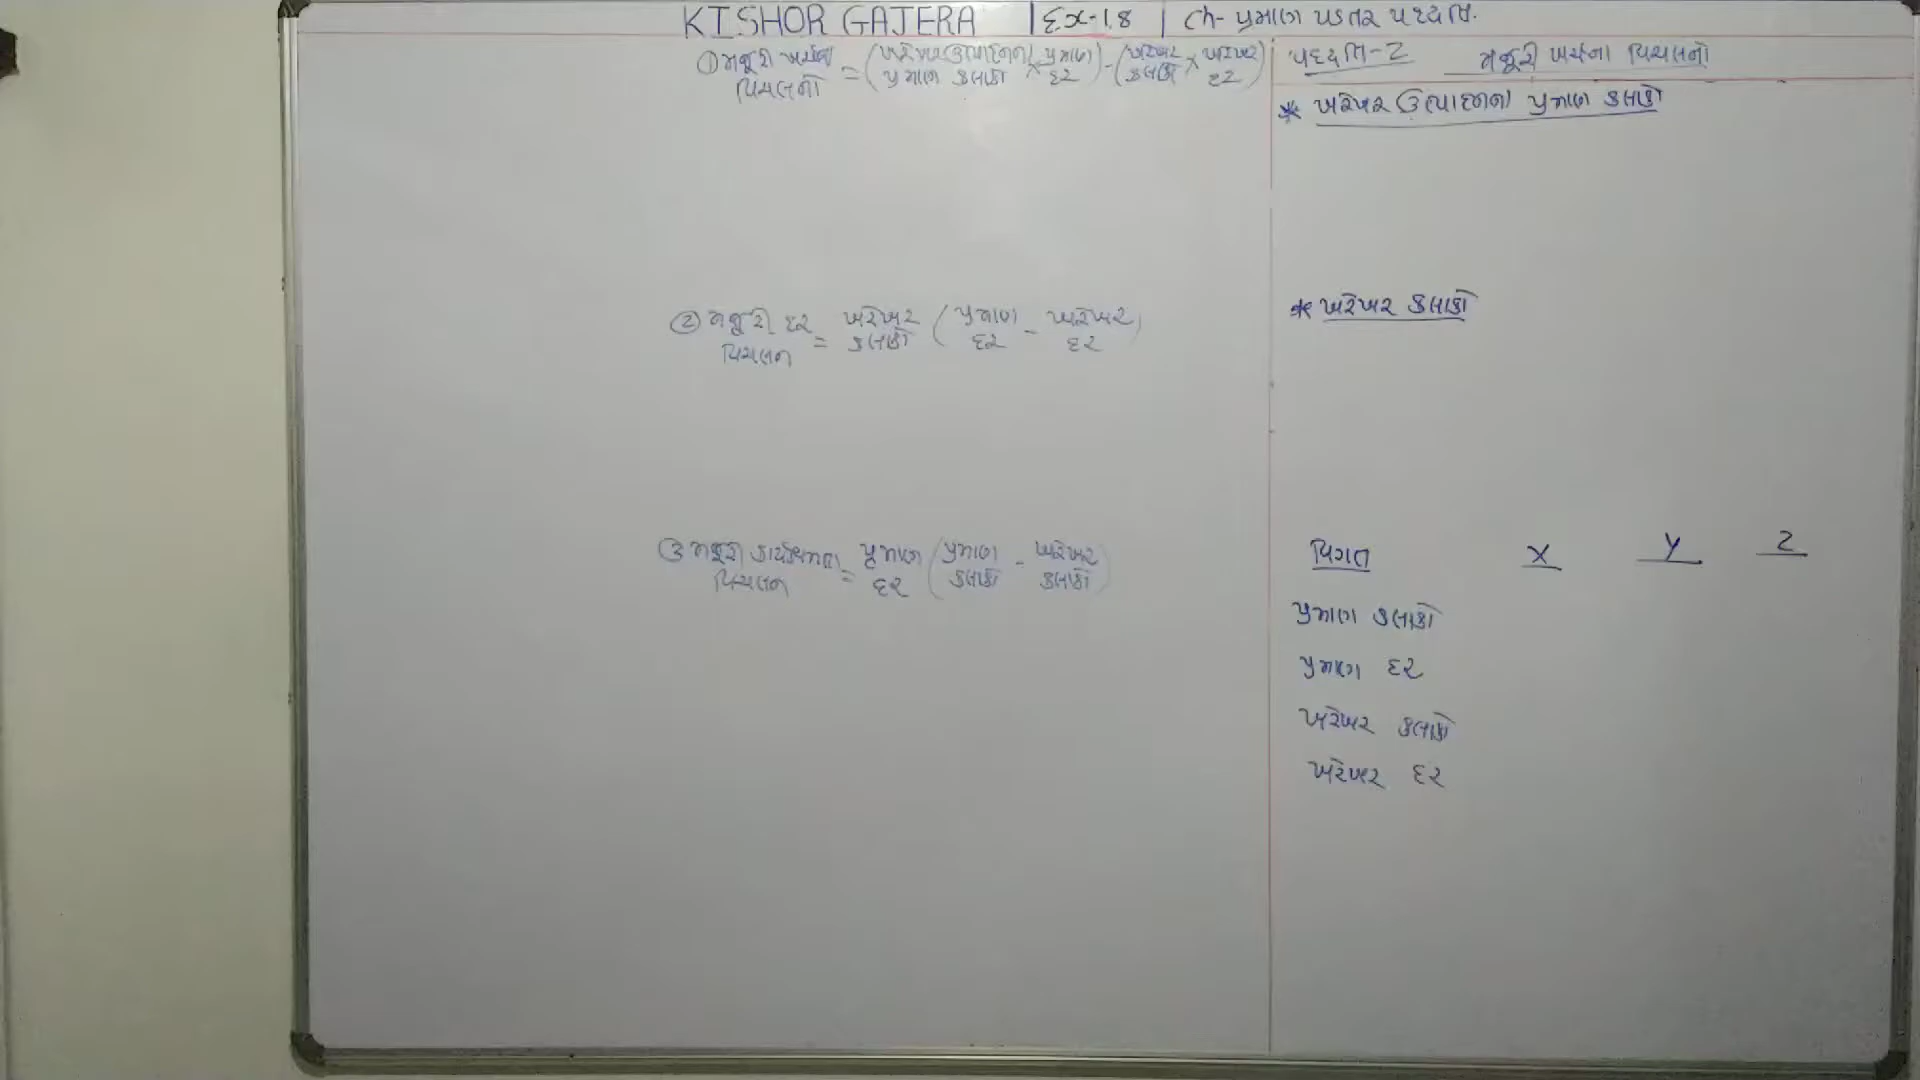 KISHOR GAJERA | Ex-18 | Ch- પ્રમાણ પડતર પધ્ધતિ.
① મજૂરી ખર્ચના વિચલનો = (ખરેખર ઉત્પાદનના પ્રમાણ કલાકો × પ્રમાણ દર) - (ખરેખર કલાકો × ખરેખર દર)
② મજૂરી દર વિચલન = ખરેખર કલાકો (પ્રમાણ દર - ખરેખર દર)
③ મજૂરી કાર્યક્ષમતા વિચલન = પ્રમાણ દર (પ્રમાણ કલાકો - ખરેખર કલાકો)
પધ્ધતિ-2 મજૂરી ખર્ચના વિચલનો
* ખરેખર ઉત્પાદનના પ્રમાણ કલાકો
* ખરેખર કલાકો
વિગત X Y Z
પ્રમાણ કલાકો
પ્રમાણ દર
ખરેખર કલાકો
ખરેખર દર